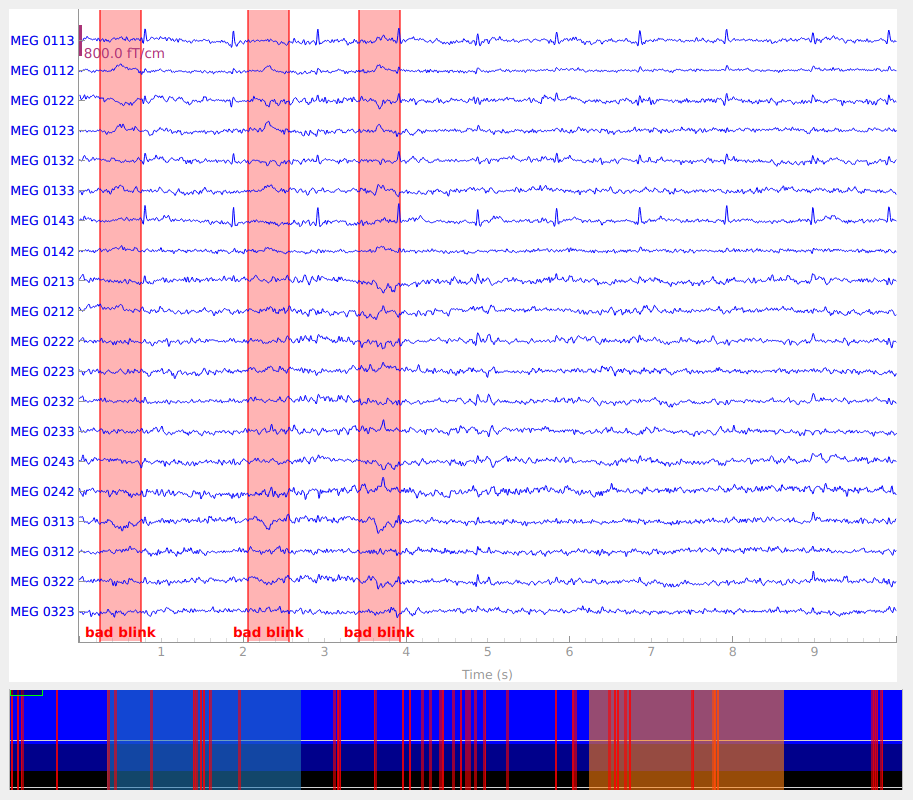 MEG 0113
800.0 fT/cm
MEG 0112
MEG 0122
MEG 0123
MEG 0132
MEG 0133
MEG 0143
MEG 0142
MEG 0213
MEG 0212
MEG 0222
MEG 0223
MEG 0232
MEG 0233
MEG 0243
MEG 0242
MEG 0313
MEG 0312
MEG 0322
MEG 0323
bad blink bad blink bad blink
1 2 3 4 5 6 7 8 9
Time (s)